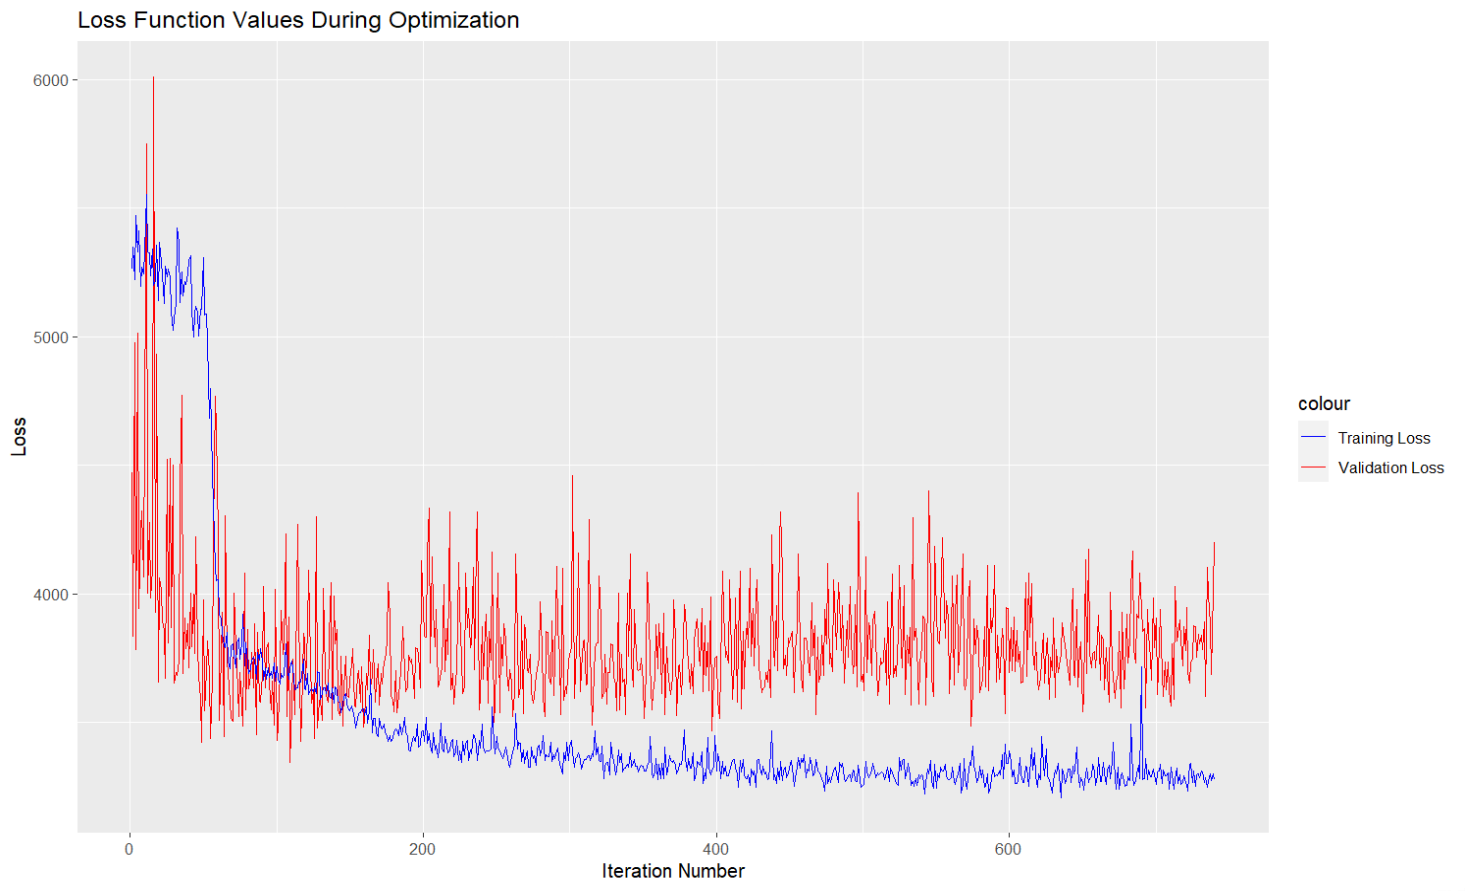 Loss Function Values During Optimization
6000
5000
4000
Loss
0
200
400
600
Iteration Number
colour
Training Loss
Validation Loss